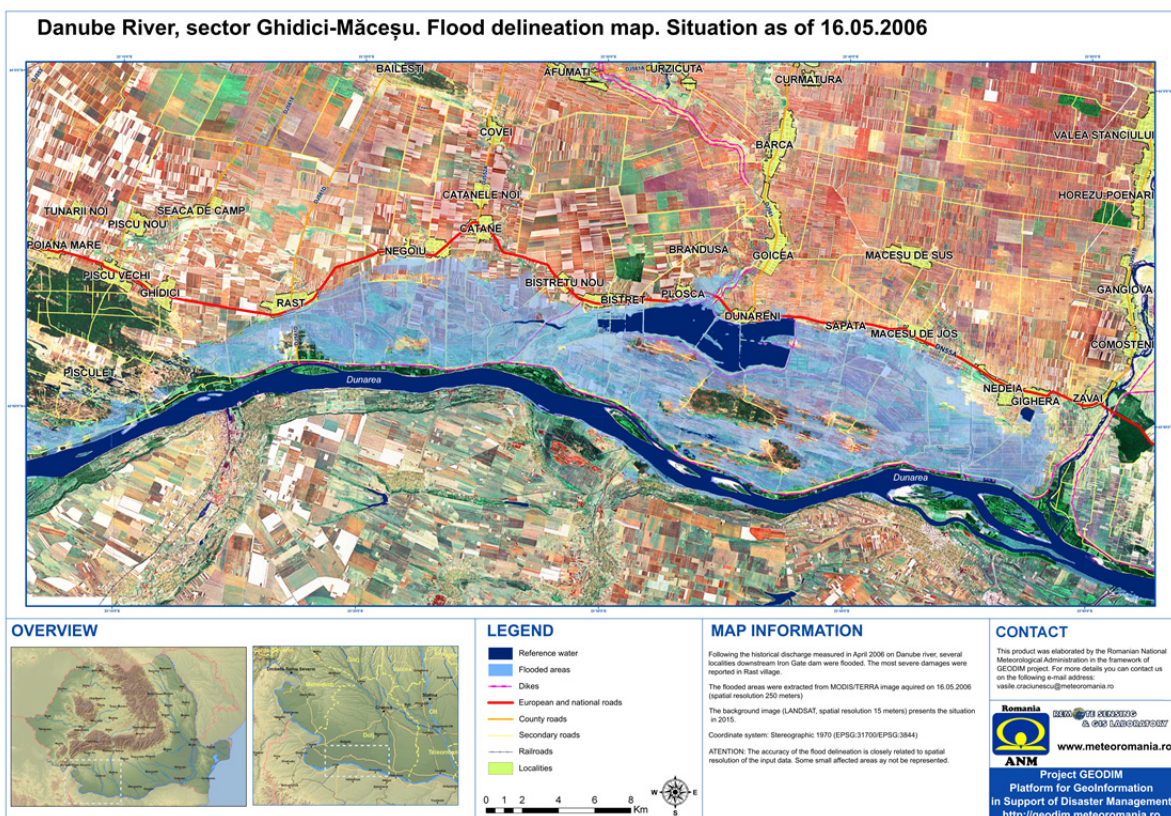 Danube River, sector Ghidici-Măceșu. Flood delineation map. Situation as of 16.05.2006
BAILESTI
AFUMATI
URZICUTA
CURMATURA
COVEI
BARCA
VALEA STANCIULUI
CATANELE NOI
HOREZU POENARI
TUNARII NOI
SEACA DE CAMP
PISCU NOU
CATANE
POIANA MARE
NEGOIU
BRANDUSA
GOICEA
MACESU DE SUS
PISCU VECHI
GHIDICI
BISTRETU NOU
GANGIOVA
RAST
BISTRET
PLOSCA
DUNARENI
SAPATA
MACESU DE JOS
DN55A
COMOSTENI
PISCULET
Dunarea
NEDEIA
GIGHERA
ZAVAL
Dunarea
OVERVIEW
LEGEND
Reference water
Flooded areas
Dikes
European and national roads
County roads
Secondary roads
Railroads
Localities
0 1 2 4 6 8
Km
N
W E
S
MAP INFORMATION
Following the historical discharge measured in April 2006 on Danube river, several
localities downstream Iron Gate dam were flooded. The most severe damages were
reported in Rast village.
The flooded areas were extracted from MODIS/TERRA image aquired on 16.05.2006
(spatial resolution 250 meters)
The background image (LANDSAT, spatial resolution 15 meters) presents the situation
in 2015.
Coordinate system: Stereographic 1970 (EPSG:31700/EPSG:3844)
ATTENTION: The accuracy of the flood delineation is closely related to spatial
resolution of the input data. Some small affected areas ay not be represented.
CONTACT
This product was elaborated by the Romanian National
Meteorological Administration in the framework of
GEODIM project. For more details you can contact us
on the following e-mail address:
vasile.craciunescu@meteoromania.ro
Romania
ANM
REMOTE SENSING
& GIS LABORATORY
www.meteoromania.ro
Project GEODIM
Platform for GeoInformation
in Support of Disaster Management
http://geodim.meteoromania.ro